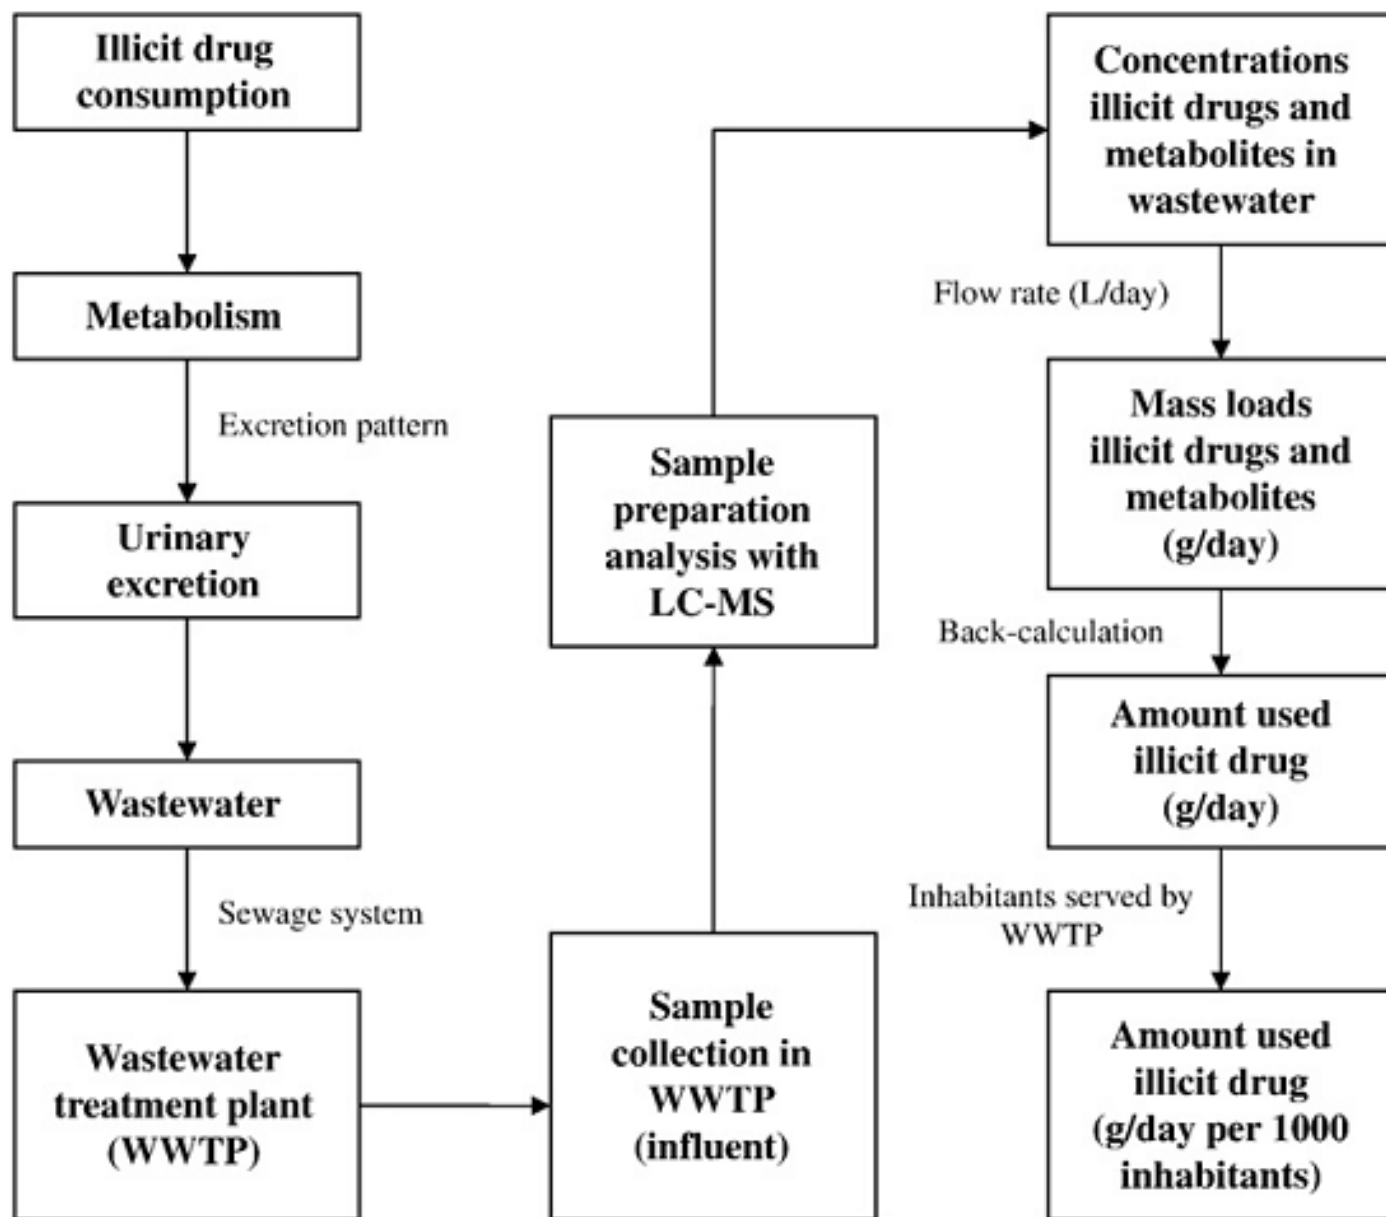 Illicit drug
consumption
Metabolism
Excretion pattern
Urinary
excretion
Wastewater
Sewage system
Wastewater
treatment plant
(WWTP)
Sample
collection in
WWTP
(influent)
Sample
preparation
analysis with
LC-MS
Concentrations
illicit drugs and
metabolites in
wastewater
Flow rate (L/day)
Mass loads
illicit drugs and
metabolites
(g/day)
Back-calculation
Amount used
illicit drug
(g/day)
Inhabitants served by
WWTP
Amount used
illicit drug
(g/day per 1000
inhabitants)